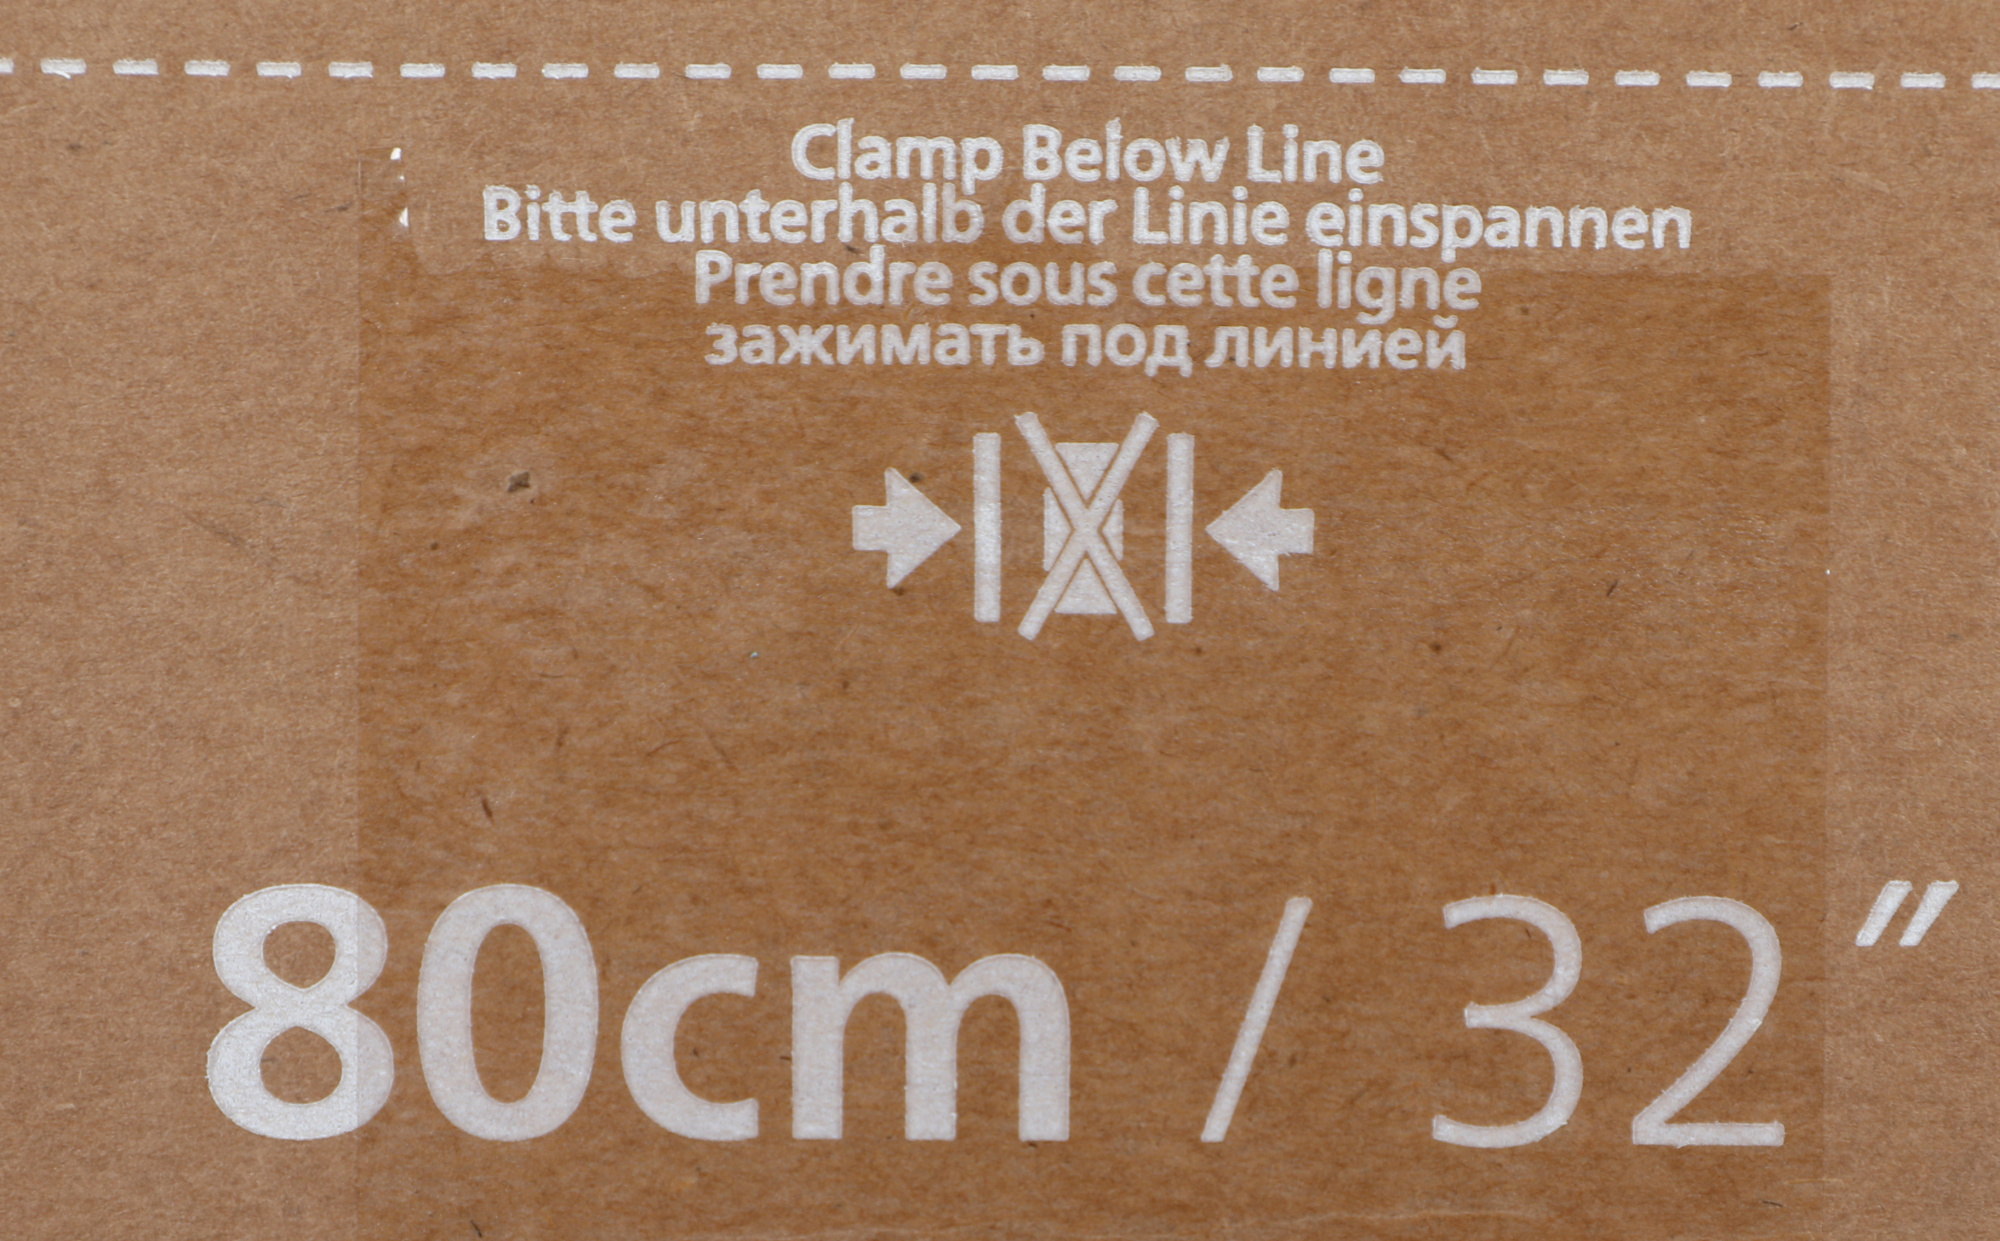 Clamp Below Line
Bitte unterhalb der Linie einspannen
Prendre sous cette ligne
зажимать под линией
80cm / 32"